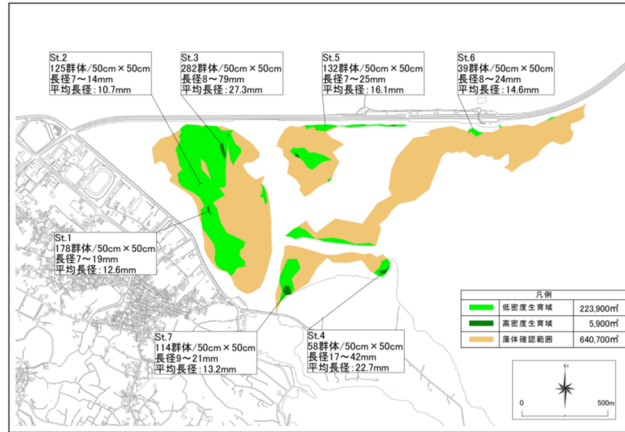 St.2
125群体/50cm×50cm
長径7～14mm
平均長径:10.7mm
St.3
282群体/50cm×50cm
長径8～79mm
平均長径:27.3mm
St.5
132群体/50cm×50cm
長径7～25mm
平均長径:16.1mm
St.6
39群体/50cm×50cm
長径8～24mm
平均長径:14.6mm
St.1
178群体/50cm×50cm
長径7～19mm
平均長径:12.6mm
St.7
114群体/50cm×50cm
長径9～21mm
平均長径:13.2mm
St.4
58群体/50cm×50cm
長径17～42mm
平均長径:22.7mm
凡例
低密度生育域 223,900㎡
高密度生育域 5,900㎡
藻体確認範囲 640,700㎡
0 500m